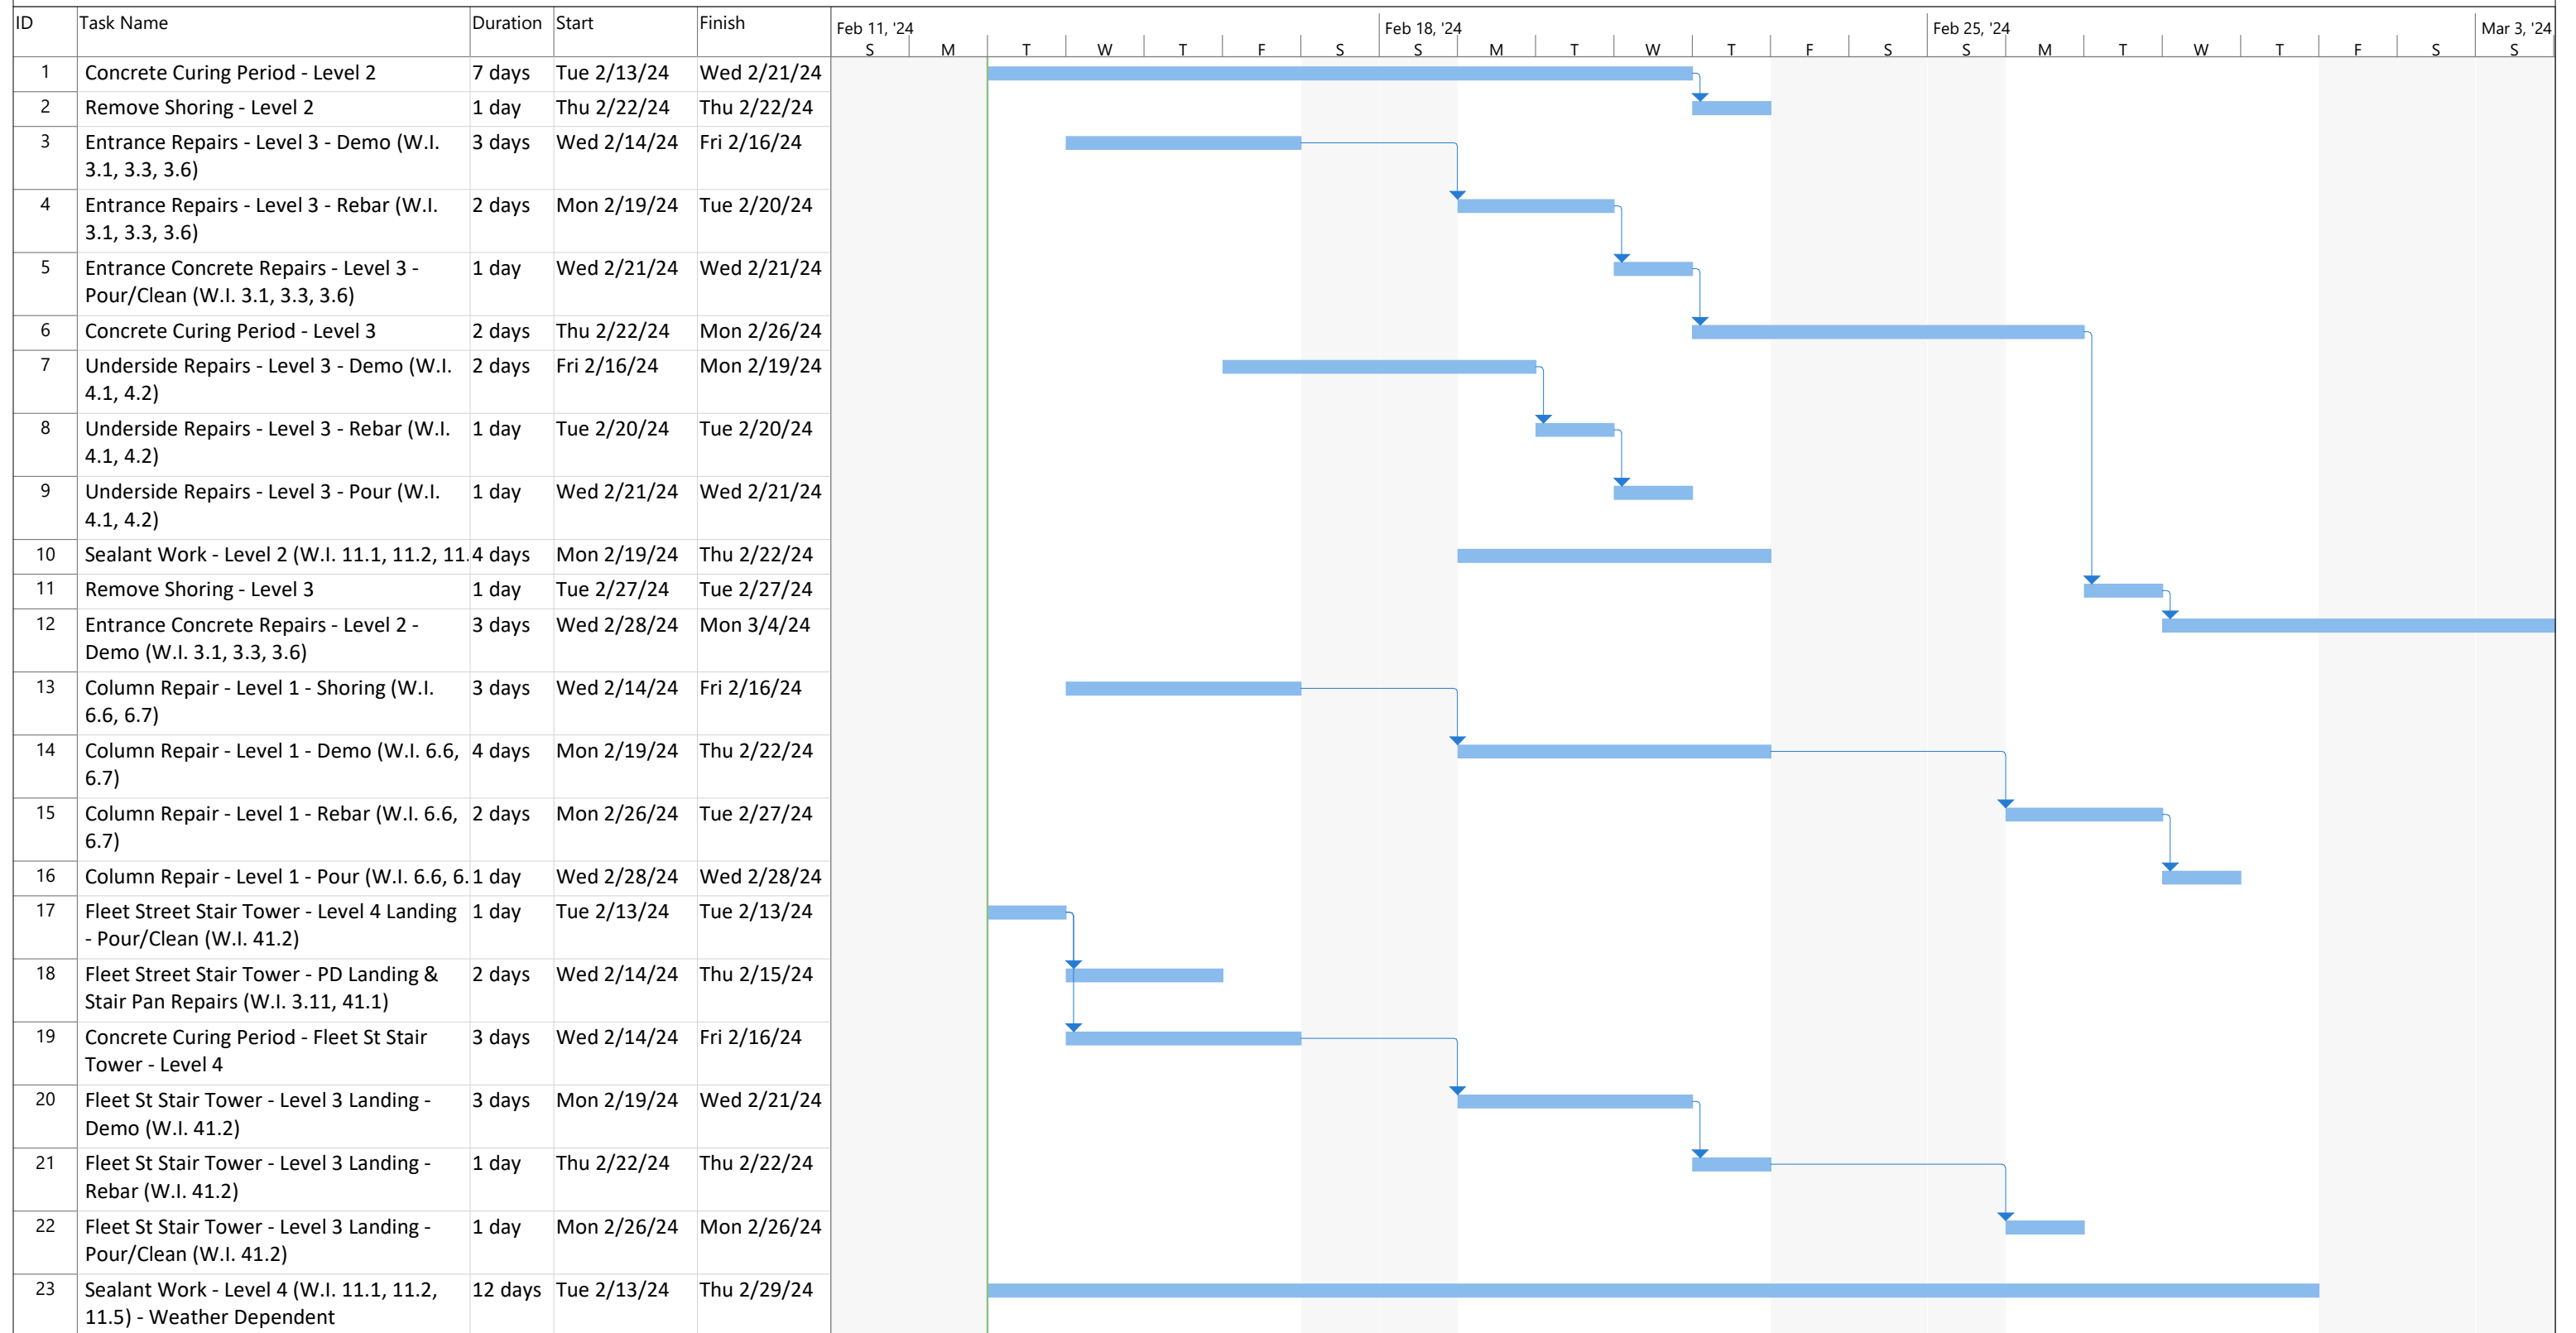 ID Task Name Duration Start Finish Feb 11, '24 Feb 18, '24 Feb 25, '24 Mar 3, '24
S M T W T F S S M T W T F S S M T W T F S S
1 Concrete Curing Period - Level 2 7 days Tue 2/13/24 Wed 2/21/24
2 Remove Shoring - Level 2 1 day Thu 2/22/24 Thu 2/22/24
3 Entrance Repairs - Level 3 - Demo (W.I. 3 days Wed 2/14/24 Fri 2/16/24
3.1, 3.3, 3.6)
4 Entrance Repairs - Level 3 - Rebar (W.I. 2 days Mon 2/19/24 Tue 2/20/24
3.1, 3.3, 3.6)
5 Entrance Concrete Repairs - Level 3 - 1 day Wed 2/21/24 Wed 2/21/24
Pour/Clean (W.I. 3.1, 3.3, 3.6)
6 Concrete Curing Period - Level 3 2 days Thu 2/22/24 Mon 2/26/24
7 Underside Repairs - Level 3 - Demo (W.I. 2 days Fri 2/16/24 Mon 2/19/24
4.1, 4.2)
8 Underside Repairs - Level 3 - Rebar (W.I. 1 day Tue 2/20/24 Tue 2/20/24
4.1, 4.2)
9 Underside Repairs - Level 3 - Pour (W.I. 1 day Wed 2/21/24 Wed 2/21/24
4.1, 4.2)
10 Sealant Work - Level 2 (W.I. 11.1, 11.2, 11. 4 days Mon 2/19/24 Thu 2/22/24
11 Remove Shoring - Level 3 1 day Tue 2/27/24 Tue 2/27/24
12 Entrance Concrete Repairs - Level 2 - 3 days Wed 2/28/24 Mon 3/4/24
Demo (W.I. 3.1, 3.3, 3.6)
13 Column Repair - Level 1 - Shoring (W.I. 3 days Wed 2/14/24 Fri 2/16/24
6.6, 6.7)
14 Column Repair - Level 1 - Demo (W.I. 6.6, 4 days Mon 2/19/24 Thu 2/22/24
6.7)
15 Column Repair - Level 1 - Rebar (W.I. 6.6, 2 days Mon 2/26/24 Tue 2/27/24
6.7)
16 Column Repair - Level 1 - Pour (W.I. 6.6, 6. 1 day Wed 2/28/24 Wed 2/28/24
17 Fleet Street Stair Tower - Level 4 Landing 1 day Tue 2/13/24 Tue 2/13/24
- Pour/Clean (W.I. 41.2)
18 Fleet Street Stair Tower - PD Landing & 2 days Wed 2/14/24 Thu 2/15/24
Stair Pan Repairs (W.I. 3.11, 41.1)
19 Concrete Curing Period - Fleet St Stair 3 days Wed 2/14/24 Fri 2/16/24
Tower - Level 4
20 Fleet St Stair Tower - Level 3 Landing - 3 days Mon 2/19/24 Wed 2/21/24
Demo (W.I. 41.2)
21 Fleet St Stair Tower - Level 3 Landing - 1 day Thu 2/22/24 Thu 2/22/24
Rebar (W.I. 41.2)
22 Fleet St Stair Tower - Level 3 Landing - 1 day Mon 2/26/24 Mon 2/26/24
Pour/Clean (W.I. 41.2)
23 Sealant Work - Level 4 (W.I. 11.1, 11.2, 12 days Tue 2/13/24 Thu 2/29/24
11.5) - Weather Dependent